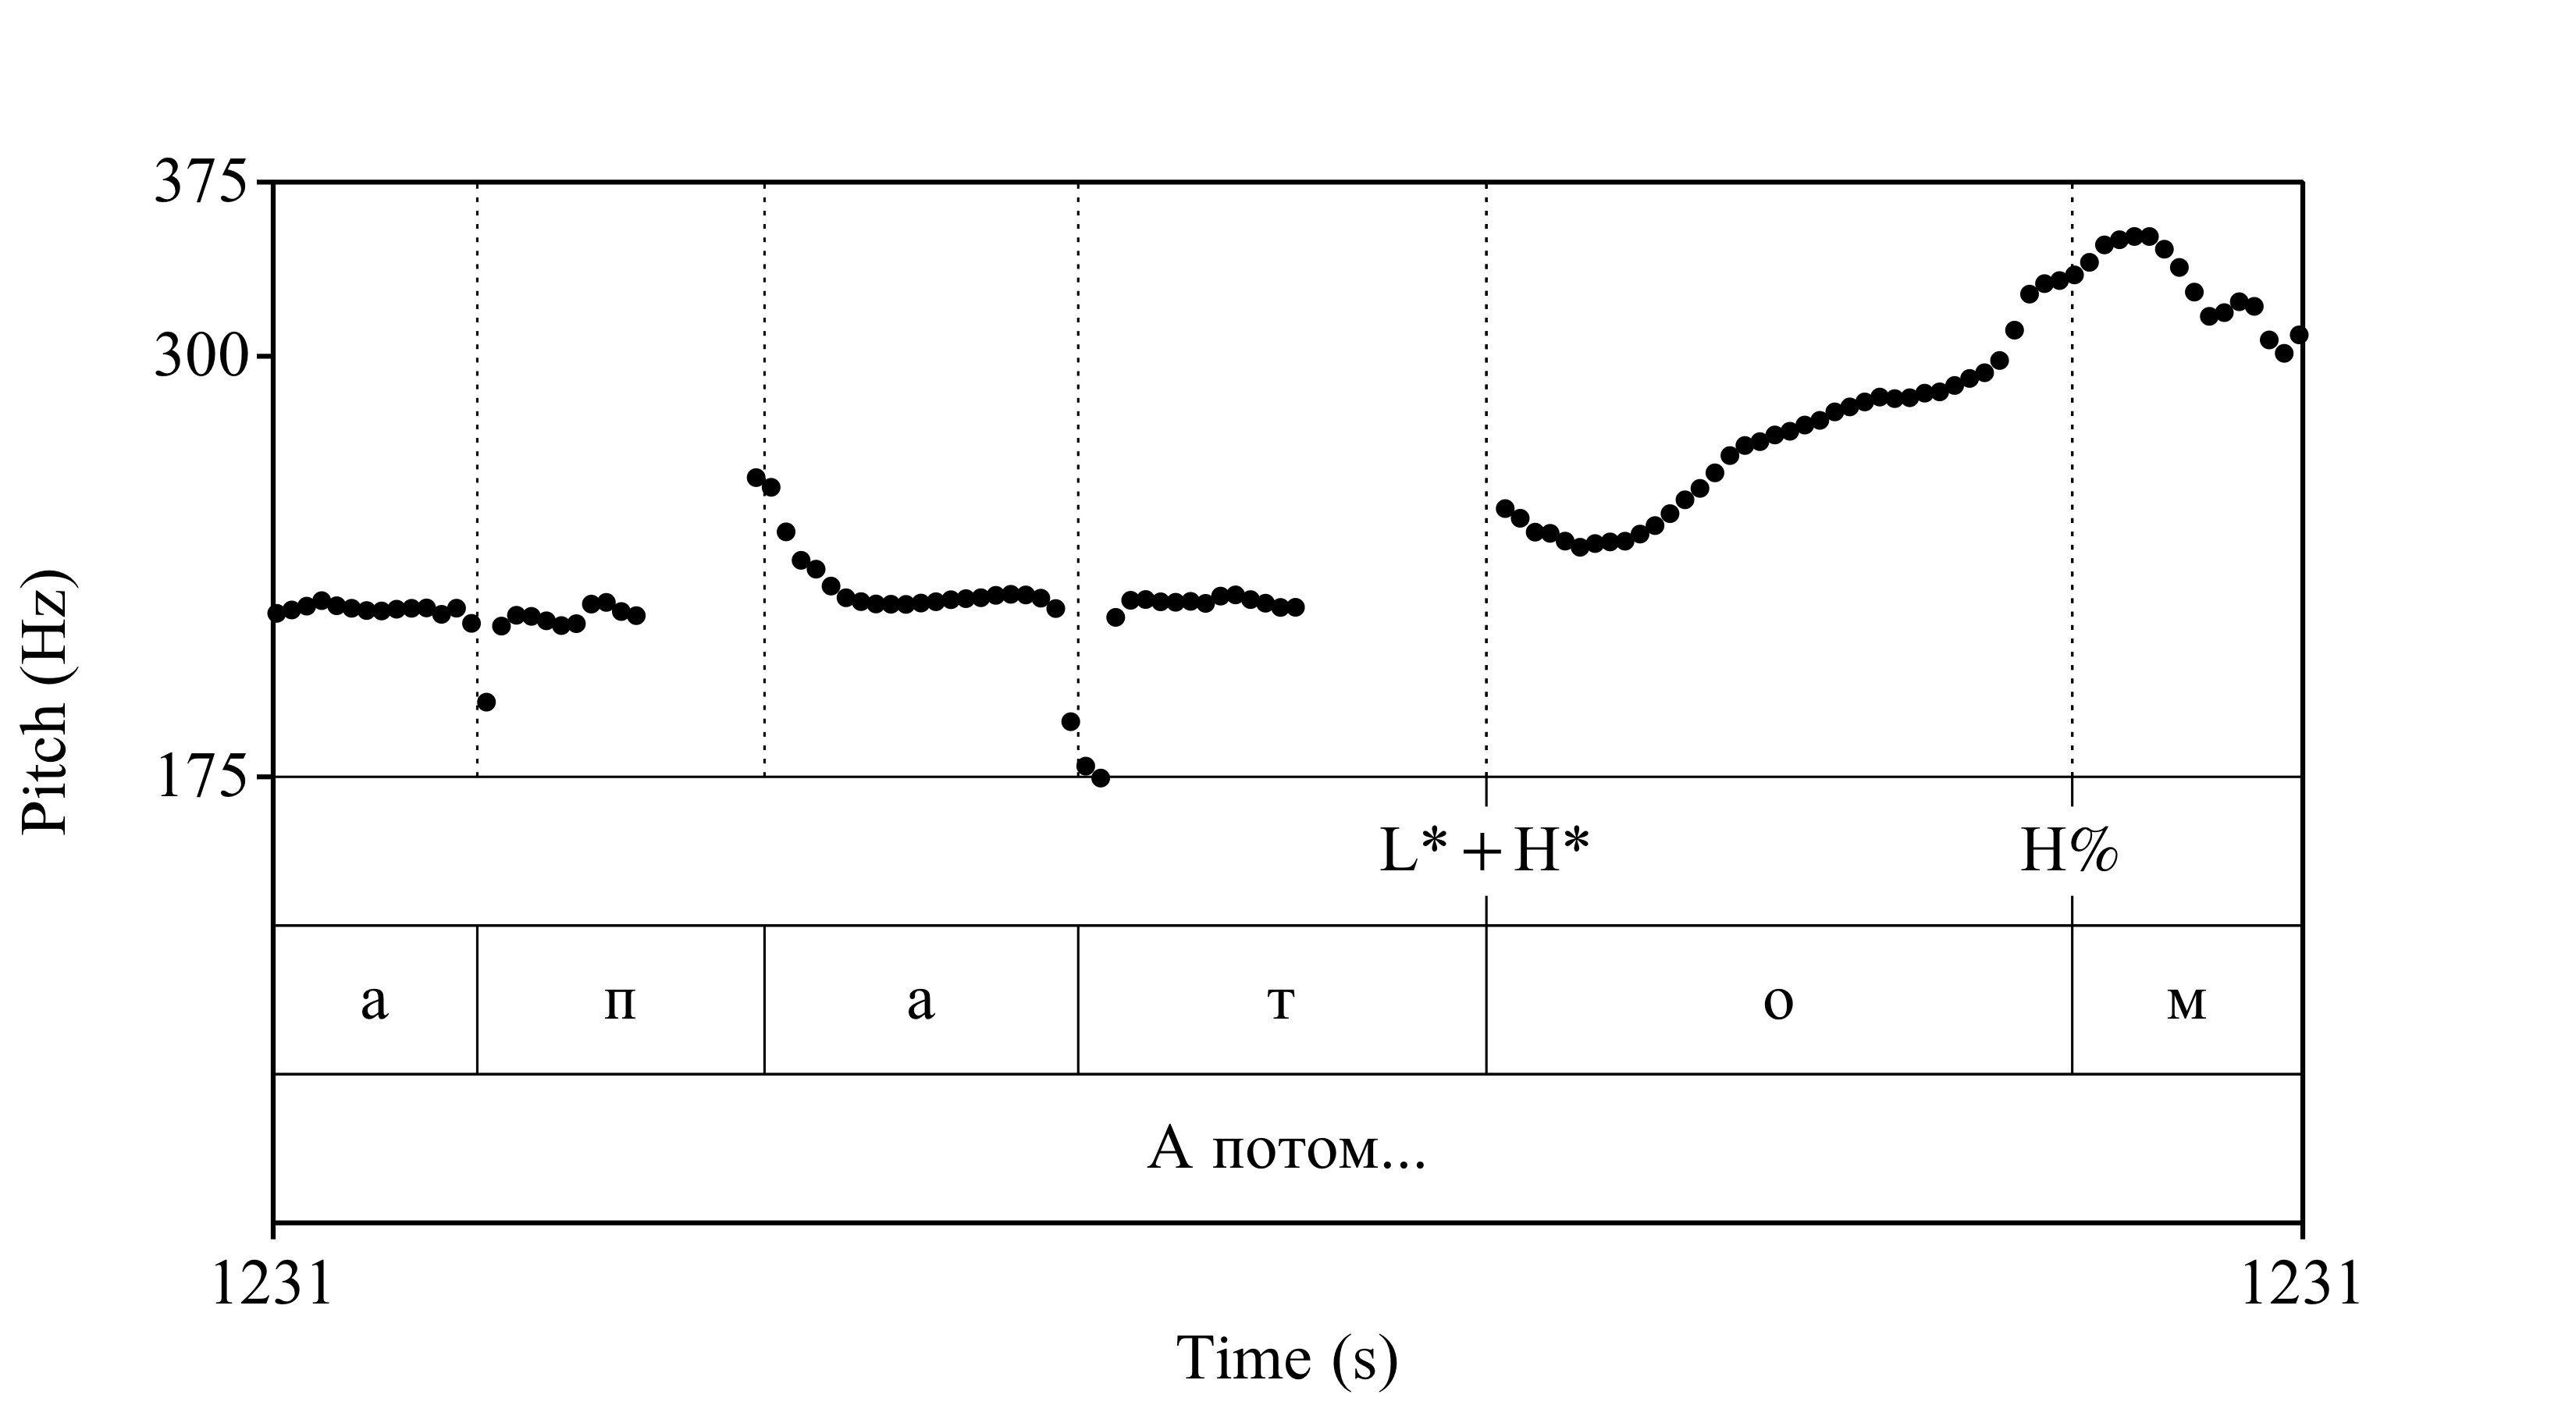 375
300
175
Pitch (Hz)
L*+H* H%
а п а т о м
А потом...
1231 1231
Time (s)